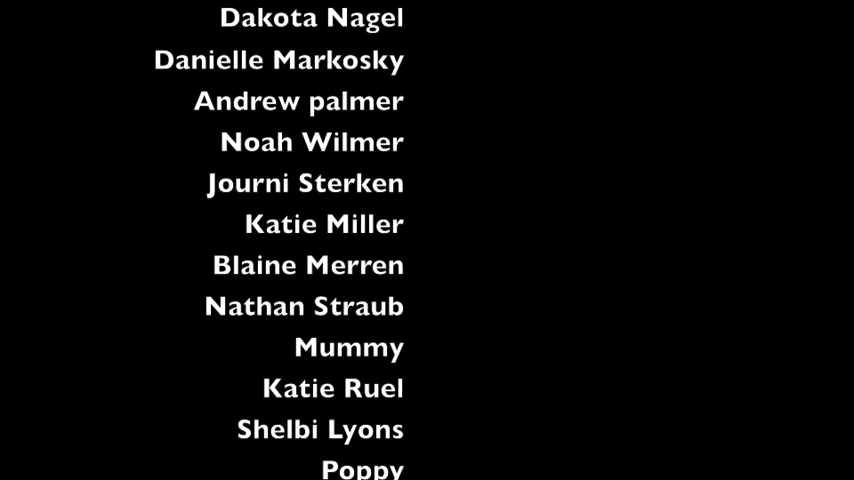 Dakota Nagel
Danielle Markosky
Andrew palmer
Noah Wilmer
Journi Sterken
Katie Miller
Blaine Merren
Nathan Straub
Mummy
Katie Ruel
Shelbi Lyons
Poppy